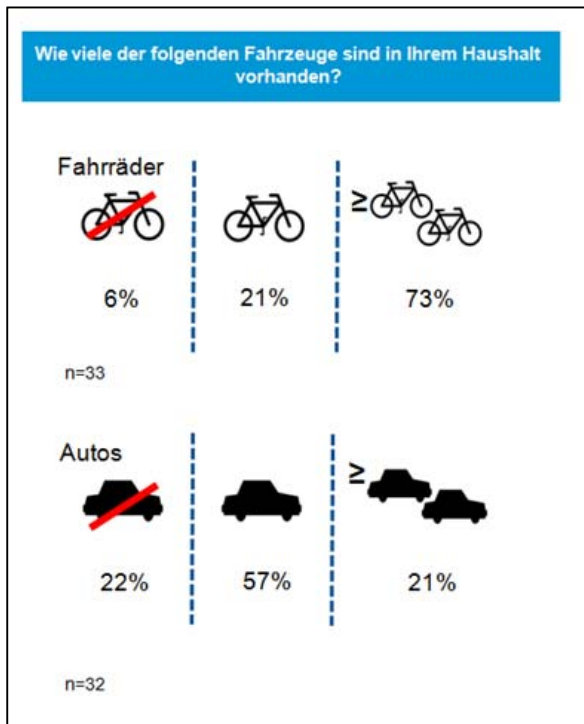 Wie viele der folgenden Fahrzeuge sind in Ihrem Haushalt
vorhanden?
Fahrräder
≥
6%
21%
73%
n=33
Autos
≥
22%
57%
21%
n=32